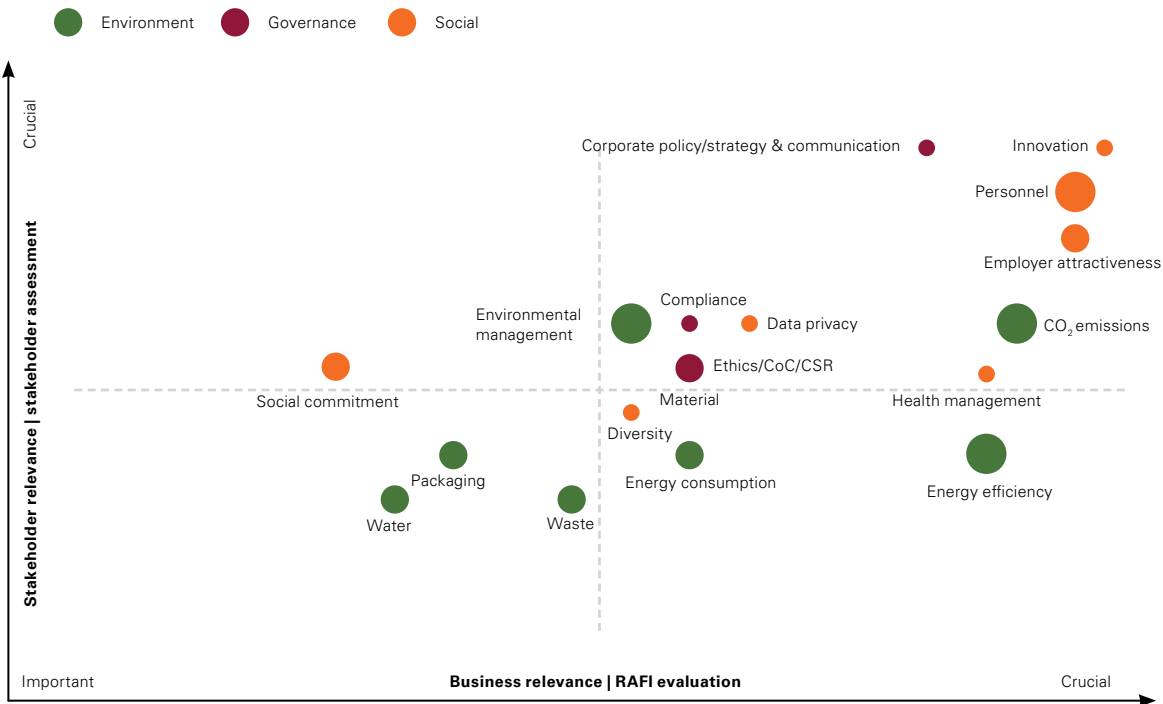 Environment
Governance
Social
Crucial
Corporate policy/strategy & communication
Innovation
Personnel
Employer attractiveness
Stakeholder relevance | stakeholder assessment
Compliance
Environmental
management
Data privacy
CO2 emissions
Ethics/CoC/CSR
Social commitment
Material
Health management
Diversity
Packaging
Energy consumption
Energy efficiency
Water
Waste
Important
Business relevance | RAFI evaluation
Crucial